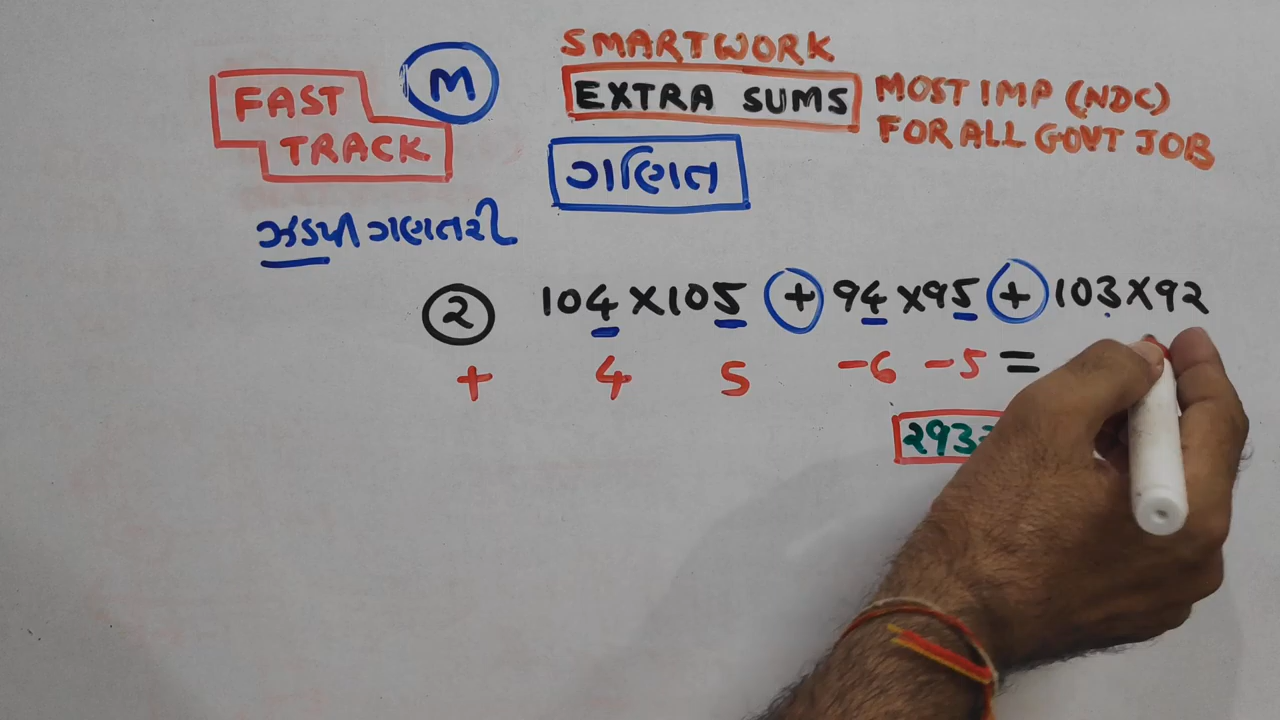 FAST TRACK
M
SMARTWORK
EXTRA SUMS
MOST IMP (NDC)
FOR ALL GOVT JOB
ગણિત
ઝડપી ગણતરી
૨ 104 × 105 + 94 × 95 + 103 × 9૨
+ 4 5 -6 -5 =